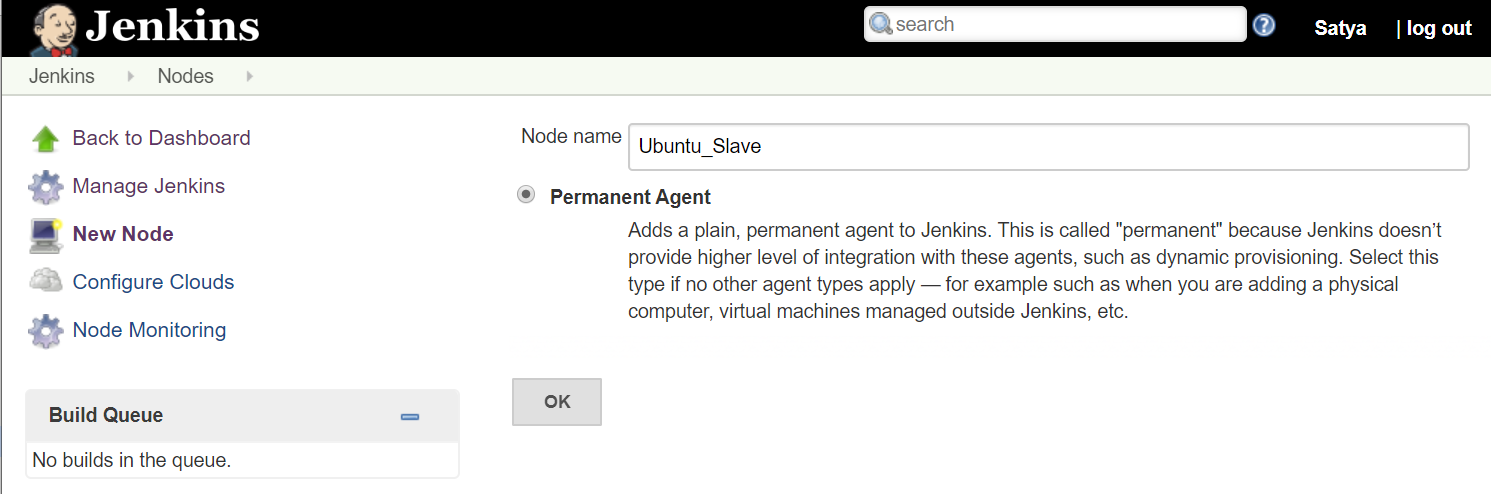 Jenkins
search
Satya
| log out
Jenkins
Nodes
Back to Dashboard
Manage Jenkins
New Node
Configure Clouds
Node Monitoring
Build Queue
No builds in the queue.
Node name
Ubuntu_Slave
Permanent Agent
Adds a plain, permanent agent to Jenkins. This is called "permanent" because Jenkins doesn’t
provide higher level of integration with these agents, such as dynamic provisioning. Select this
type if no other agent types apply — for example such as when you are adding a physical
computer, virtual machines managed outside Jenkins, etc.
OK